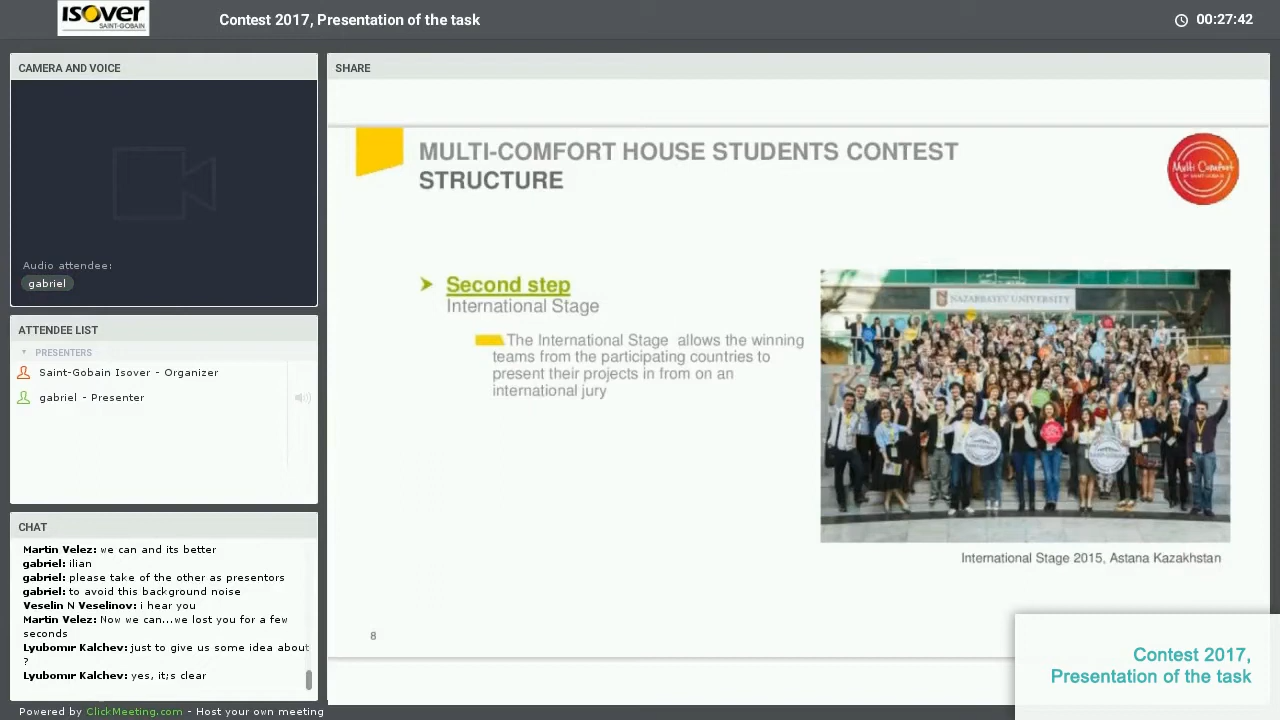 isover
SAINT-GOBAIN
Contest 2017, Presentation of the task
00:27:42
CAMERA AND VOICE
Audio attendee:
gabriel
ATTENDEE LIST
PRESENTERS
Saint-Gobain Isover - Organizer
gabriel - Presenter
CHAT
Martin Velez: we can and its better
gabriel: ilian
gabriel: please take of the other as presentors
gabriel: to avoid this background noise
Veselin N Veselinov: i hear you
Martin Velez: Now we can...we lost you for a few
seconds
Lyubomir Kalchev: just to give us some idea about
?
Lyubomir Kalchev: yes, it;s clear
Powered by ClickMeeting.com - Host your own meeting
SHARE
MULTI-COMFORT HOUSE STUDENTS CONTEST
STRUCTURE
Multi Comfort
BY SAINT-GOBAIN
Second step
International Stage
The International Stage allows the winning
teams from the participating countries to
present their projects in from on an
international jury
NAZARBAYEV UNIVERSITY
International Stage 2015, Astana Kazakhstan
8
Contest 2017,
Presentation of the task